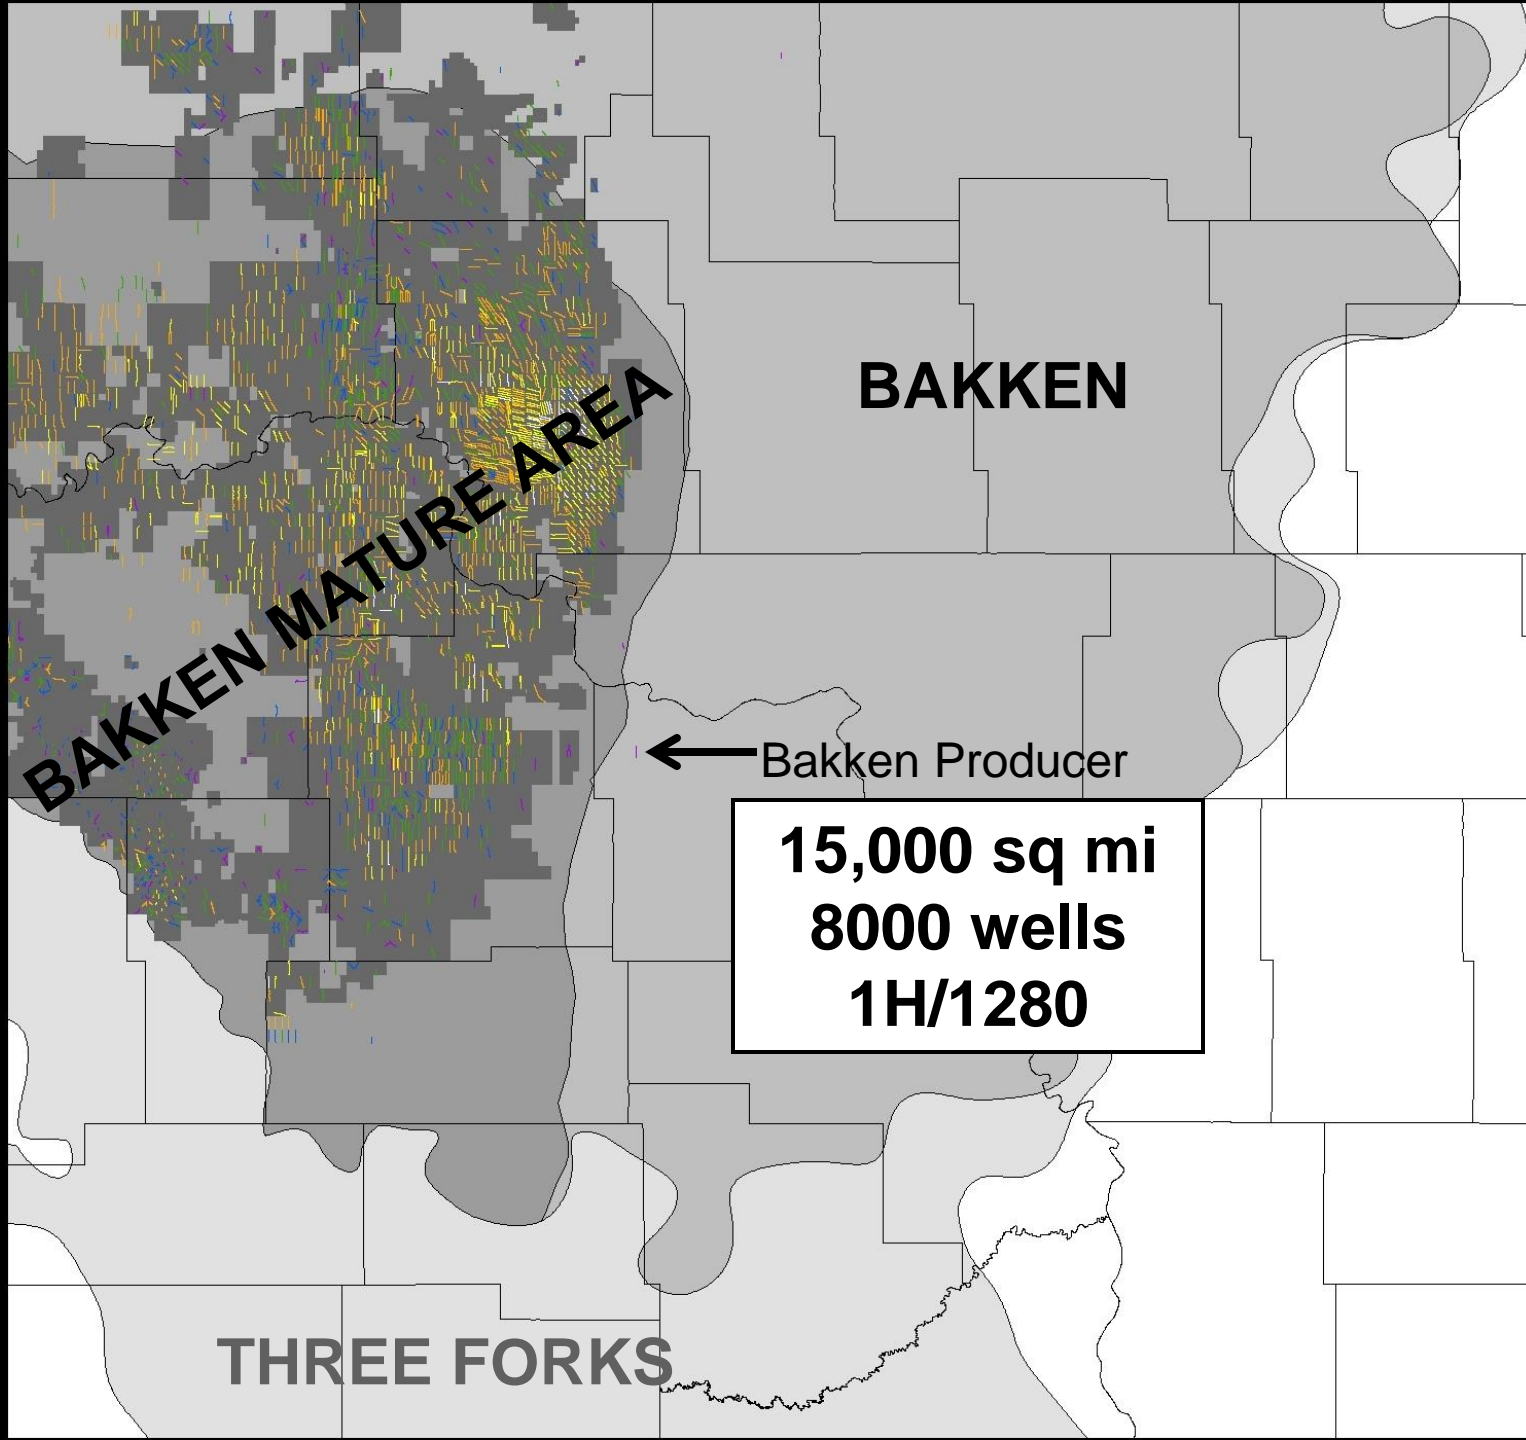 BAKKEN
BAKKEN MATURE AREA
Bakken Producer
15,000 sq mi
8000 wells
1H/1280
THREE FORKS